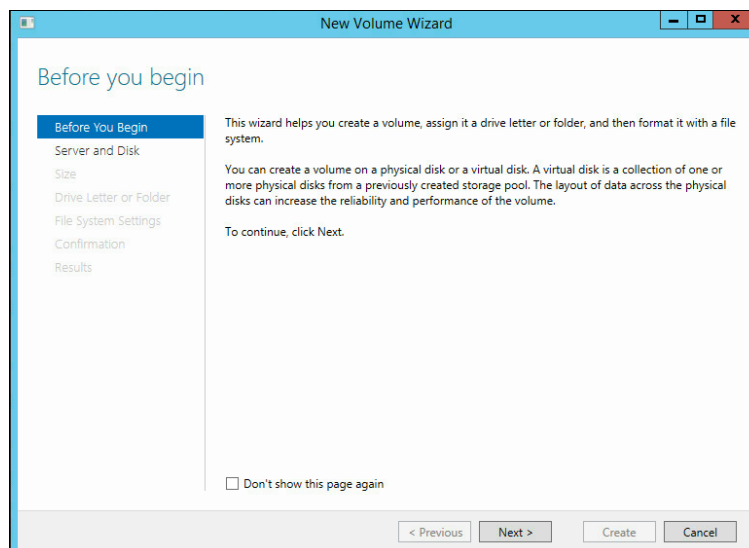 New Volume Wizard
Before you begin
Before You Begin
Server and Disk
Size
Drive Letter or Folder
File System Settings
Confirmation
Results
This wizard helps you create a volume, assign it a drive letter or folder, and then format it with a file
system.
You can create a volume on a physical disk or a virtual disk. A virtual disk is a collection of one or
more physical disks from a previously created storage pool. The layout of data across the physical
disks can increase the reliability and performance of the volume.
To continue, click Next.
Don't show this page again
< Previous
Next >
Create
Cancel